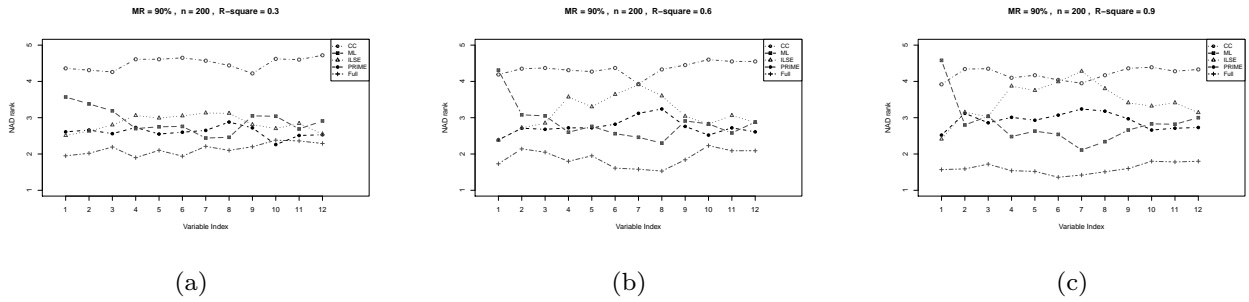 MR = 90% , n = 200 , R−square = 0.3
5
4
3
2
1
NAD rank
CC
ML
ILSE
PRIME
Full
1 2 3 4 5 6 7 8 9 10 11 12
Variable Index
(a)
MR = 90% , n = 200 , R−square = 0.6
5
4
3
2
1
NAD rank
CC
ML
ILSE
PRIME
Full
1 2 3 4 5 6 7 8 9 10 11 12
Variable Index
(b)
MR = 90% , n = 200 , R−square = 0.9
5
4
3
2
1
NAD rank
CC
ML
ILSE
PRIME
Full
1 2 3 4 5 6 7 8 9 10 11 12
Variable Index
(c)